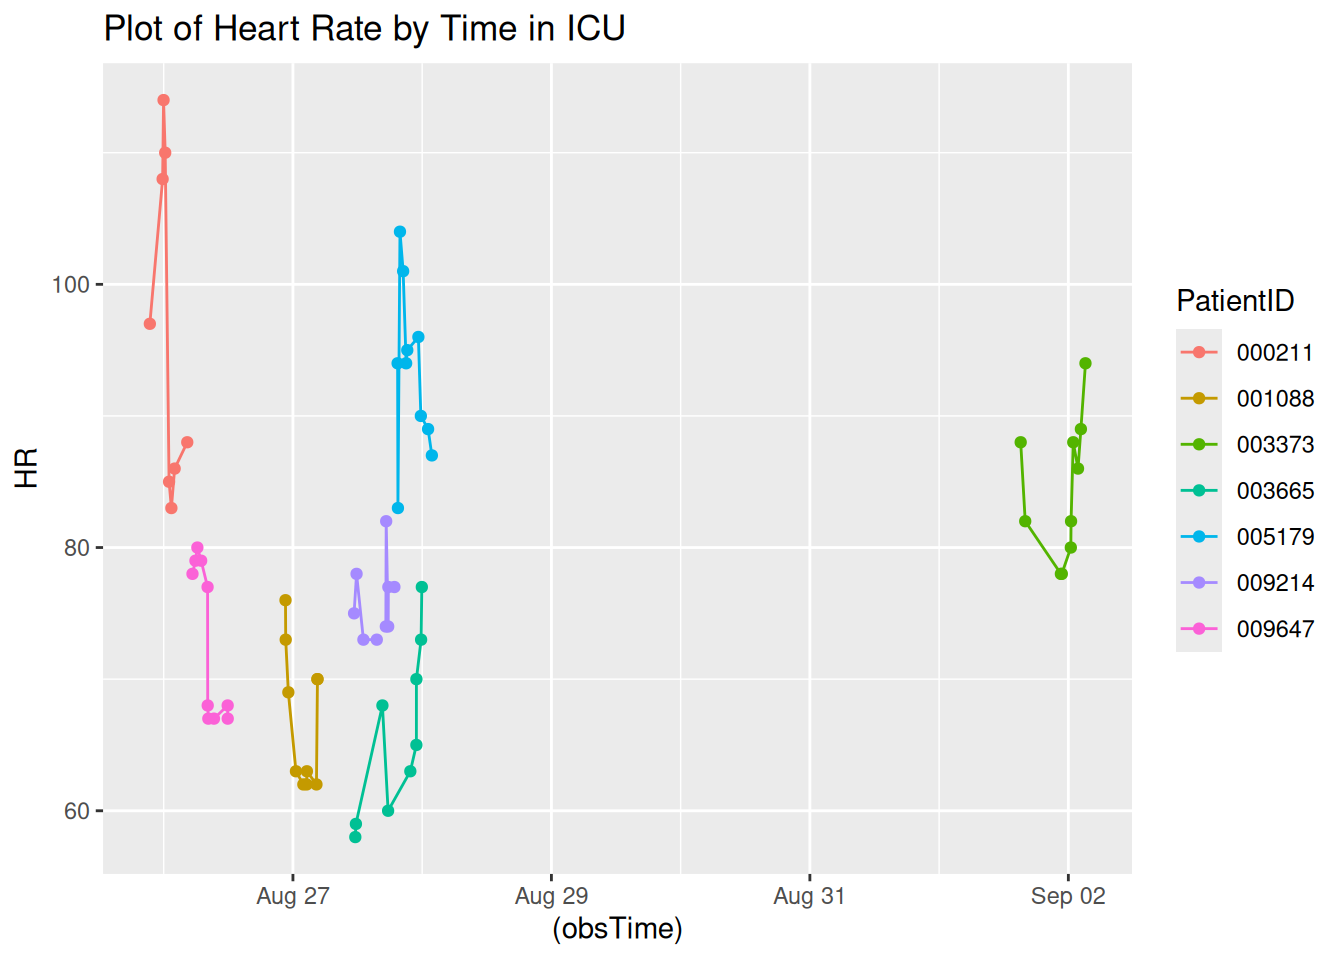 Plot of Heart Rate by Time in ICU
HR
100
80
60
Aug 27 Aug 29 Aug 31 Sep 02
(obsTime)
PatientID
000211
001088
003373
003665
005179
009214
009647